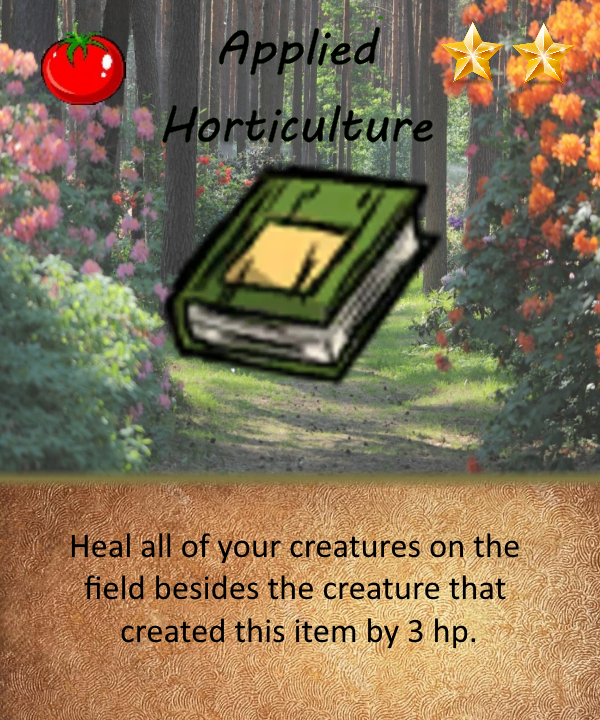 Applied
Horticulture
Heal all of your creatures on the
field besides the creature that
created this item by 3 hp.